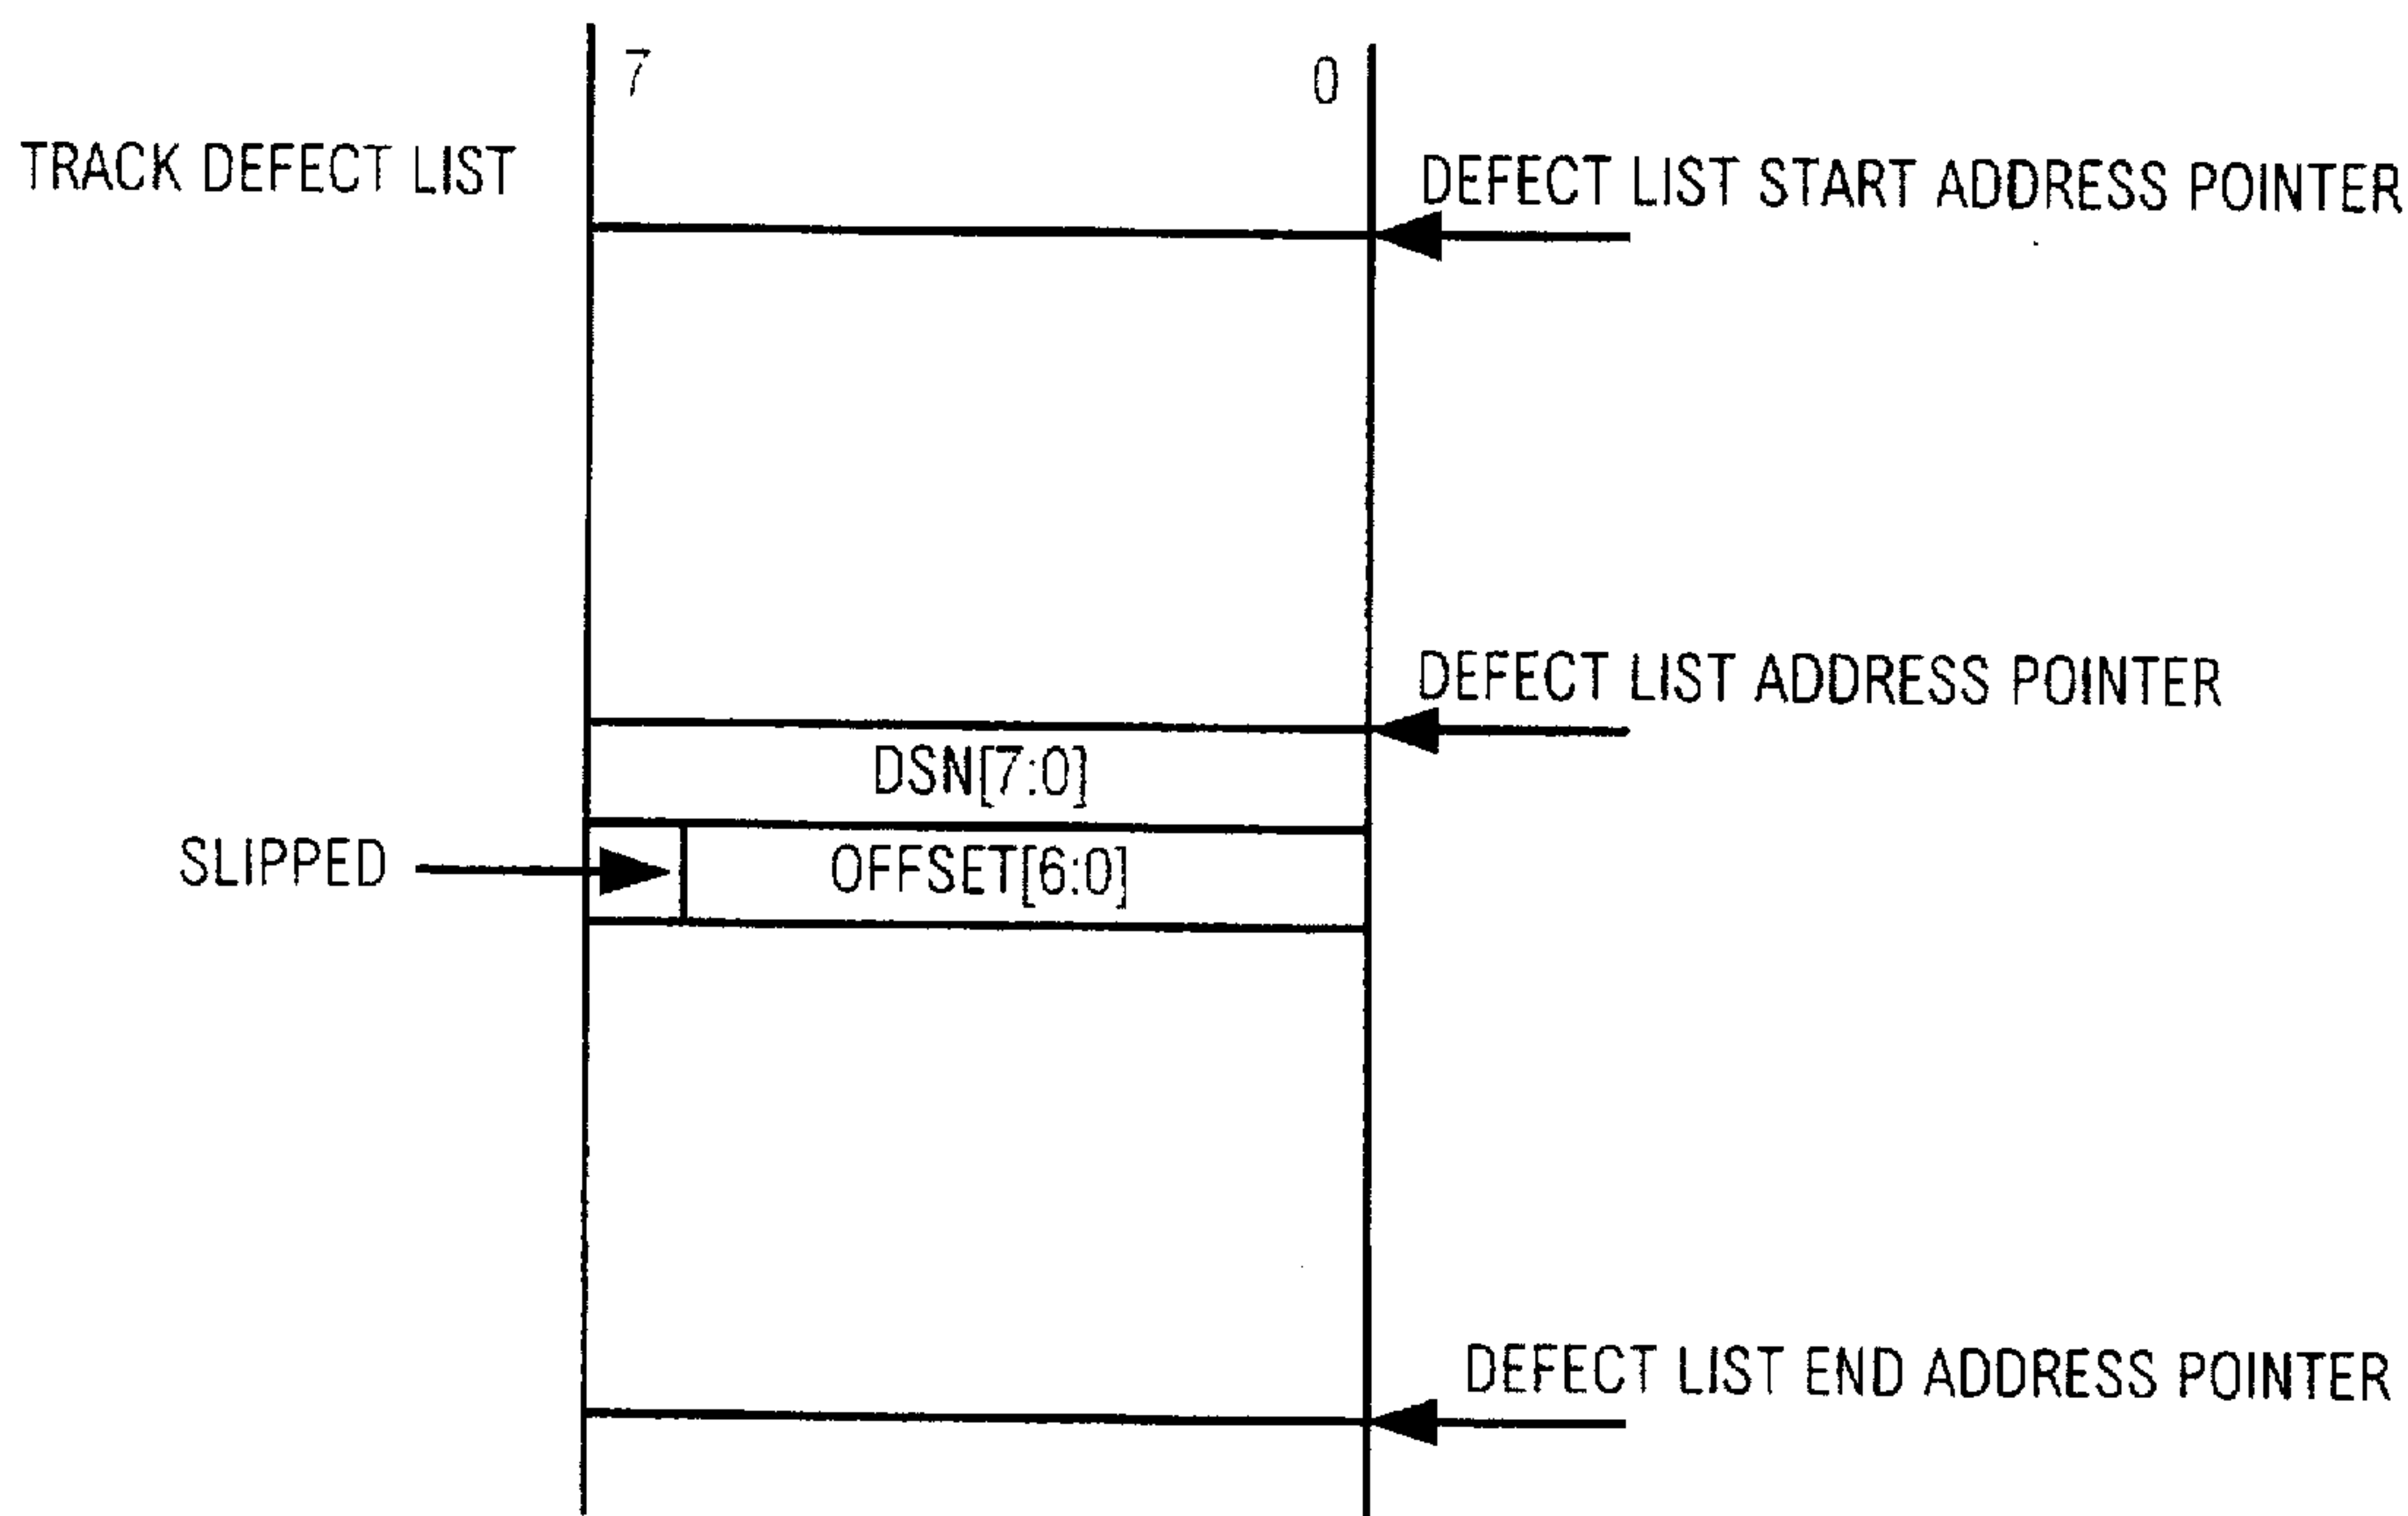 7
0
TRACK DEFECT LIST
DEFECT LIST START ADDRESS POINTER
DEFECT LIST ADDRESS POINTER
DSN[7:0]
SLIPPED
OFFSET[6:0]
DEFECT LIST END ADDRESS POINTER